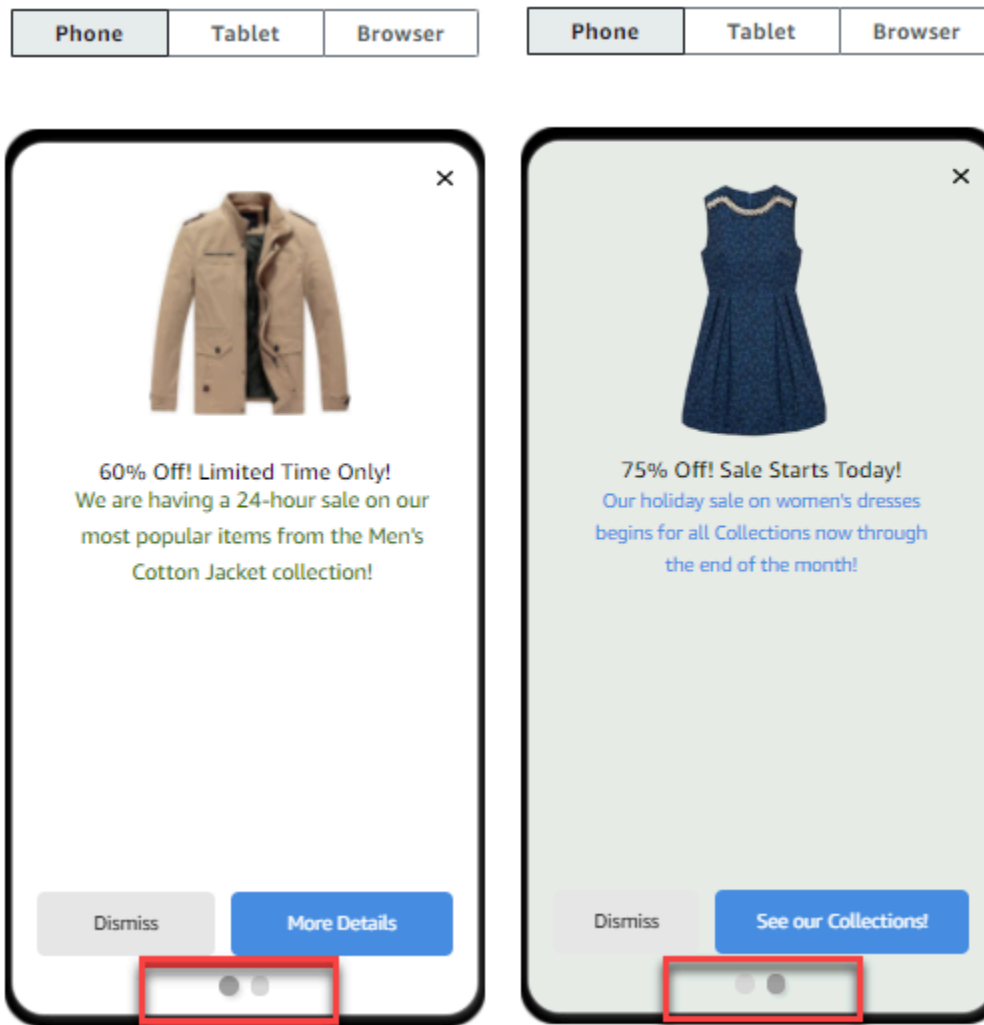 Phone Tablet Browser
60% Off! Limited Time Only!
We are having a 24-hour sale on our
most popular items from the Men's
Cotton Jacket collection!
Dismiss More Details
Phone Tablet Browser
75% Off! Sale Starts Today!
Our holiday sale on women's dresses
begins for all Collections now through
the end of the month!
Dismiss See our Collections!